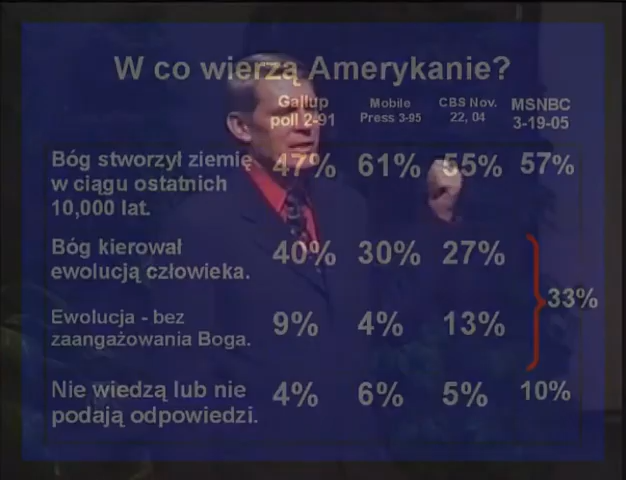 W co wierzą Amerykanie?
Gallup poll 2-91
Mobile Press 3-95
CBS Nov. 22, 04
MSNBC 3-19-05
Bóg stworzył ziemię
w ciągu ostatnich
10,000 lat.
47% 61% 55% 57%
Bóg kierował
ewolucją człowieka.
40% 30% 27%
33%
Ewolucja - bez
zaangażowania Boga.
9% 4% 13%
Nie wiedzą lub nie
podają odpowiedzi.
4% 6% 5% 10%